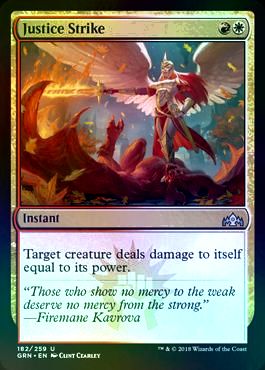 Justice Strike
Instant
Target creature deals damage to itself
equal to its power.
“Those who show no mercy to the weak
deserve no mercy from the strong.”
—Firemane Kavrova
182/259 U
GRN • EN Clint Cearley
™ & © 2018 Wizards of the Coast